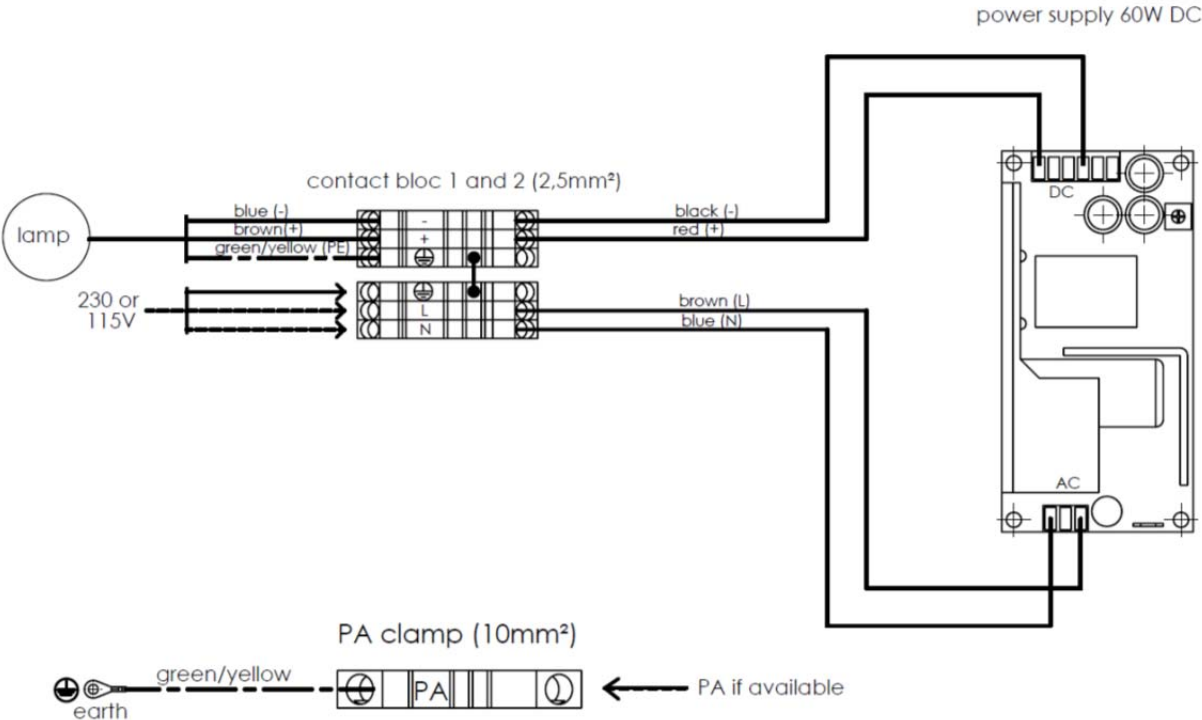 power supply 60W DC
contact bloc 1 and 2 (2,5mm²)
blue (-)
brown(+)
green/yellow (PE)
lamp
-
+
black (-)
red (+)
DC
230 or
115V
L
N
brown (L)
blue (N)
AC
PA clamp (10mm²)
green/yellow
earth
PA
PA if available